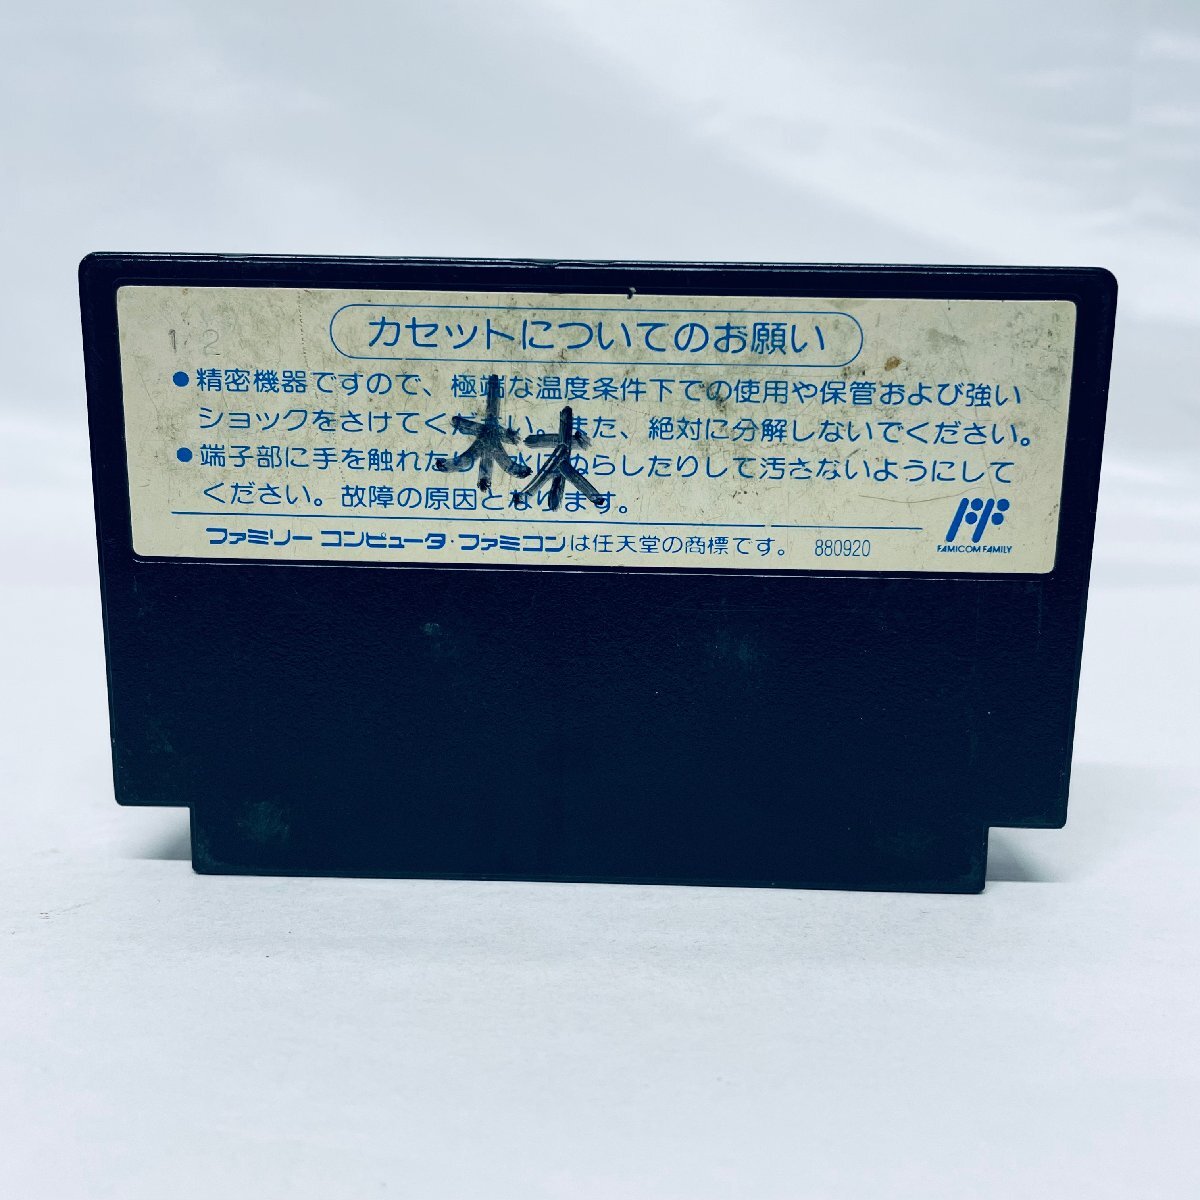 カセットについてのお願い
1 2
●精密機器ですので、極端な温度条件下での使用や保管および強い
ショックをさけてください。また、絶対に分解しないでください。
林
●端子部に手を触れたり、水にぬらしたりして汚さないようにして
ください。故障の原因となります。
ファミリー コンピュータ・ファミコンは任天堂の商標です。 880920
FAMICOM FAMILY